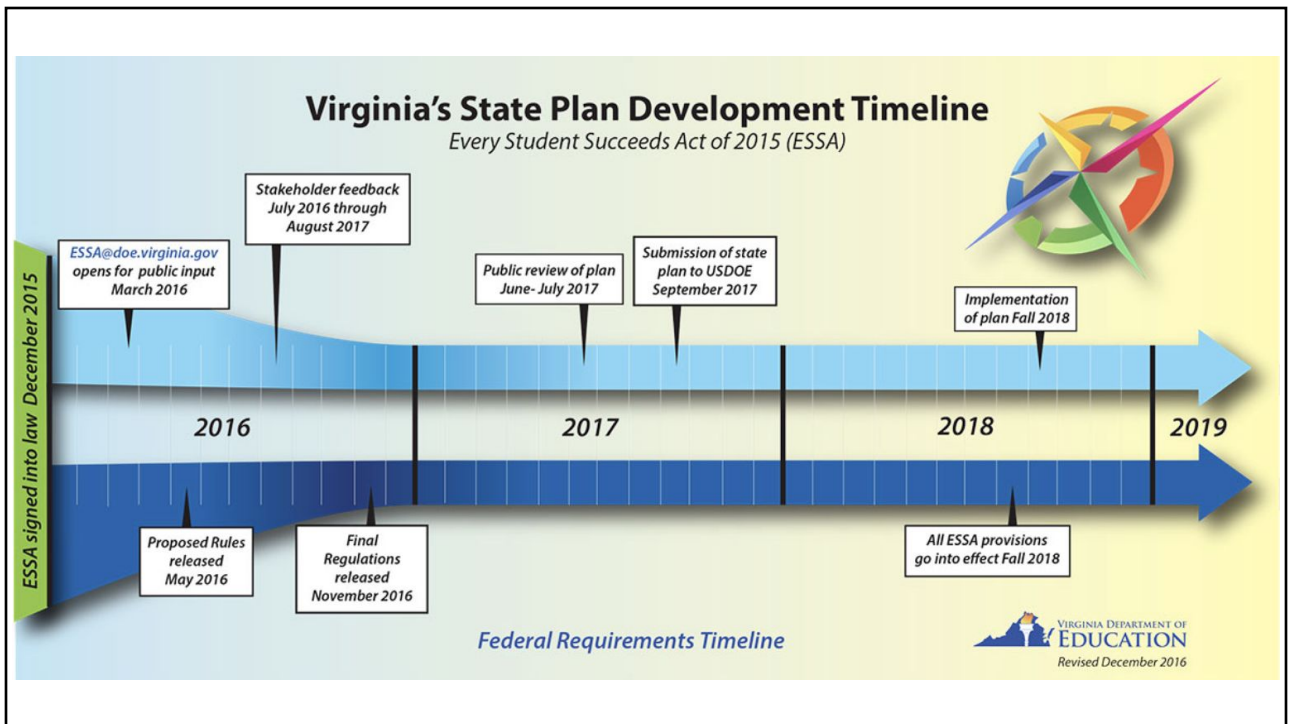 Virginia's State Plan Development Timeline
Every Student Succeeds Act of 2015 (ESSA)
ESSA signed into law December 2015
ESSA@doe.virginia.gov
opens for public input
March 2016
Stakeholder feedback
July 2016 through
August 2017
Public review of plan
June- July 2017
Submission of state
plan to USDOE
September 2017
Implementation
of plan Fall 2018
2016
2017
2018
2019
Proposed Rules
released
May 2016
Final
Regulations
released
November 2016
All ESSA provisions
go into effect Fall 2018
Federal Requirements Timeline
VIRGINIA DEPARTMENT OF
EDUCATION
Revised December 2016